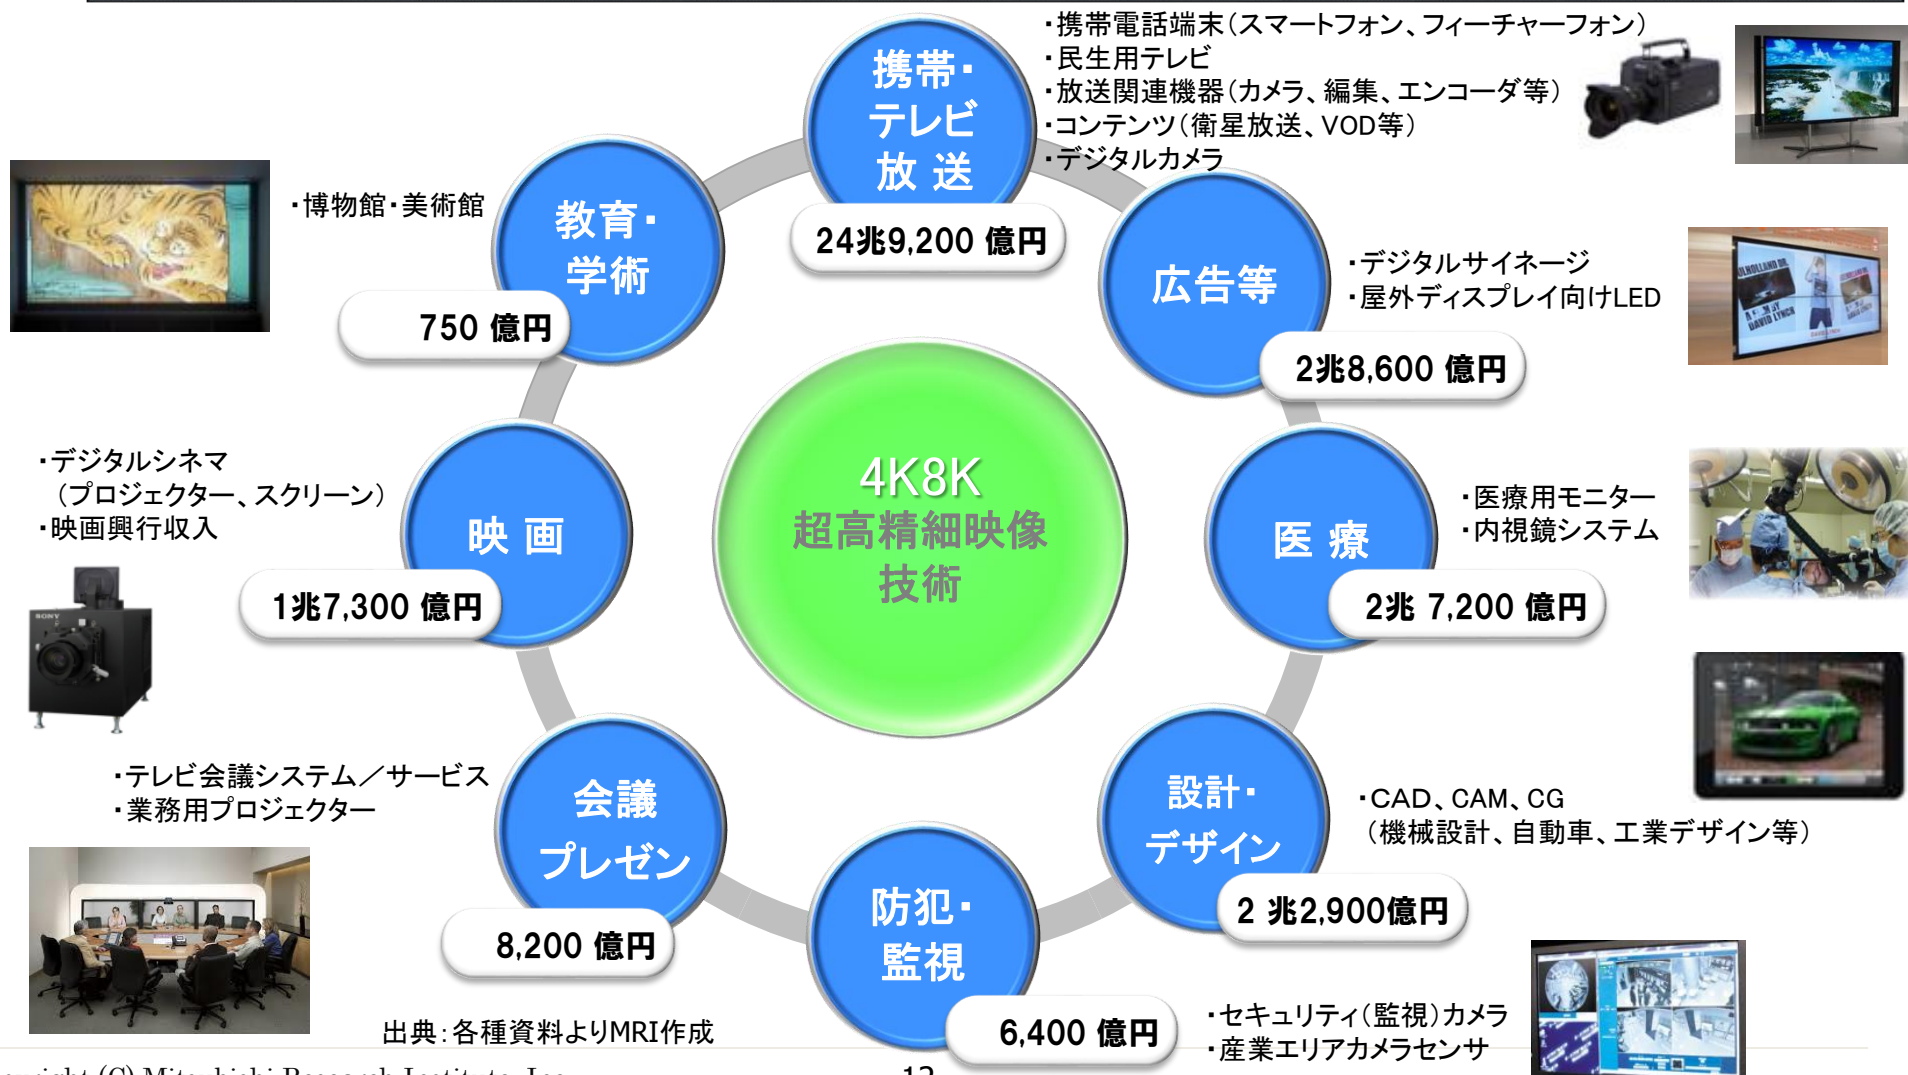 携帯・
テレビ
放 送
24兆9,200 億円
・携帯電話端末（スマートフォン、フィーチャーフォン）
・民生用テレビ
・放送関連機器（カメラ、編集、エンコーダ等）
・コンテンツ（衛星放送、VOD等）
・デジタルカメラ
広告等
2兆8,600 億円
・デジタルサイネージ
・屋外ディスプレイ向けLED
医 療
2兆 7,200 億円
・医療用モニター
・内視鏡システム
設計・
デザイン
2 兆2,900億円
・CAD、CAM、CG
（機械設計、自動車、工業デザイン等）
防犯・
監視
6,400 億円
・セキュリティ（監視）カメラ
・産業エリアカメラセンサ
会議
プレゼン
8,200 億円
・テレビ会議システム／サービス
・業務用プロジェクター
映 画
1兆7,300 億円
・デジタルシネマ
（プロジェクター、スクリーン）
・映画興行収入
SONY
教育・
学術
750 億円
・博物館・美術館
4K8K
超高精細映像
技術
出典：各種資料よりMRI作成
DAVID LYNCH